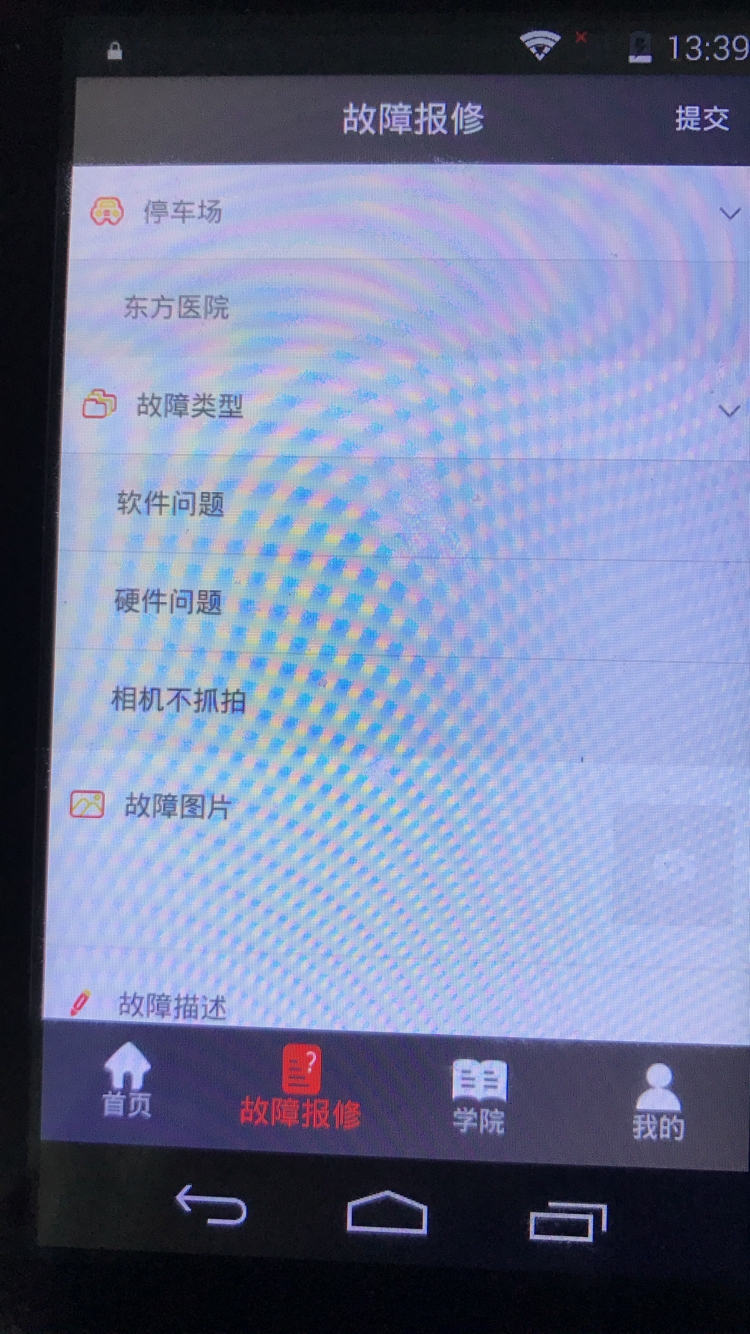 13:39
故障报修
提交
停车场
东方医院
故障类型
软件问题
硬件问题
相机不抓拍
故障图片
故障描述
首页
故障报修
学院
我的